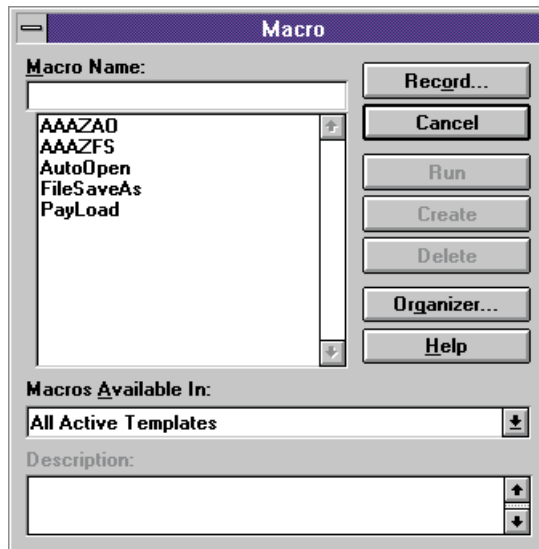 Macro
Macro Name:
Record...
Cancel
AAAZAO
AAAZFS
AutoOpen
FileSaveAs
PayLoad
Run
Create
Delete
Organizer...
Help
Macros Available In:
All Active Templates
Description: